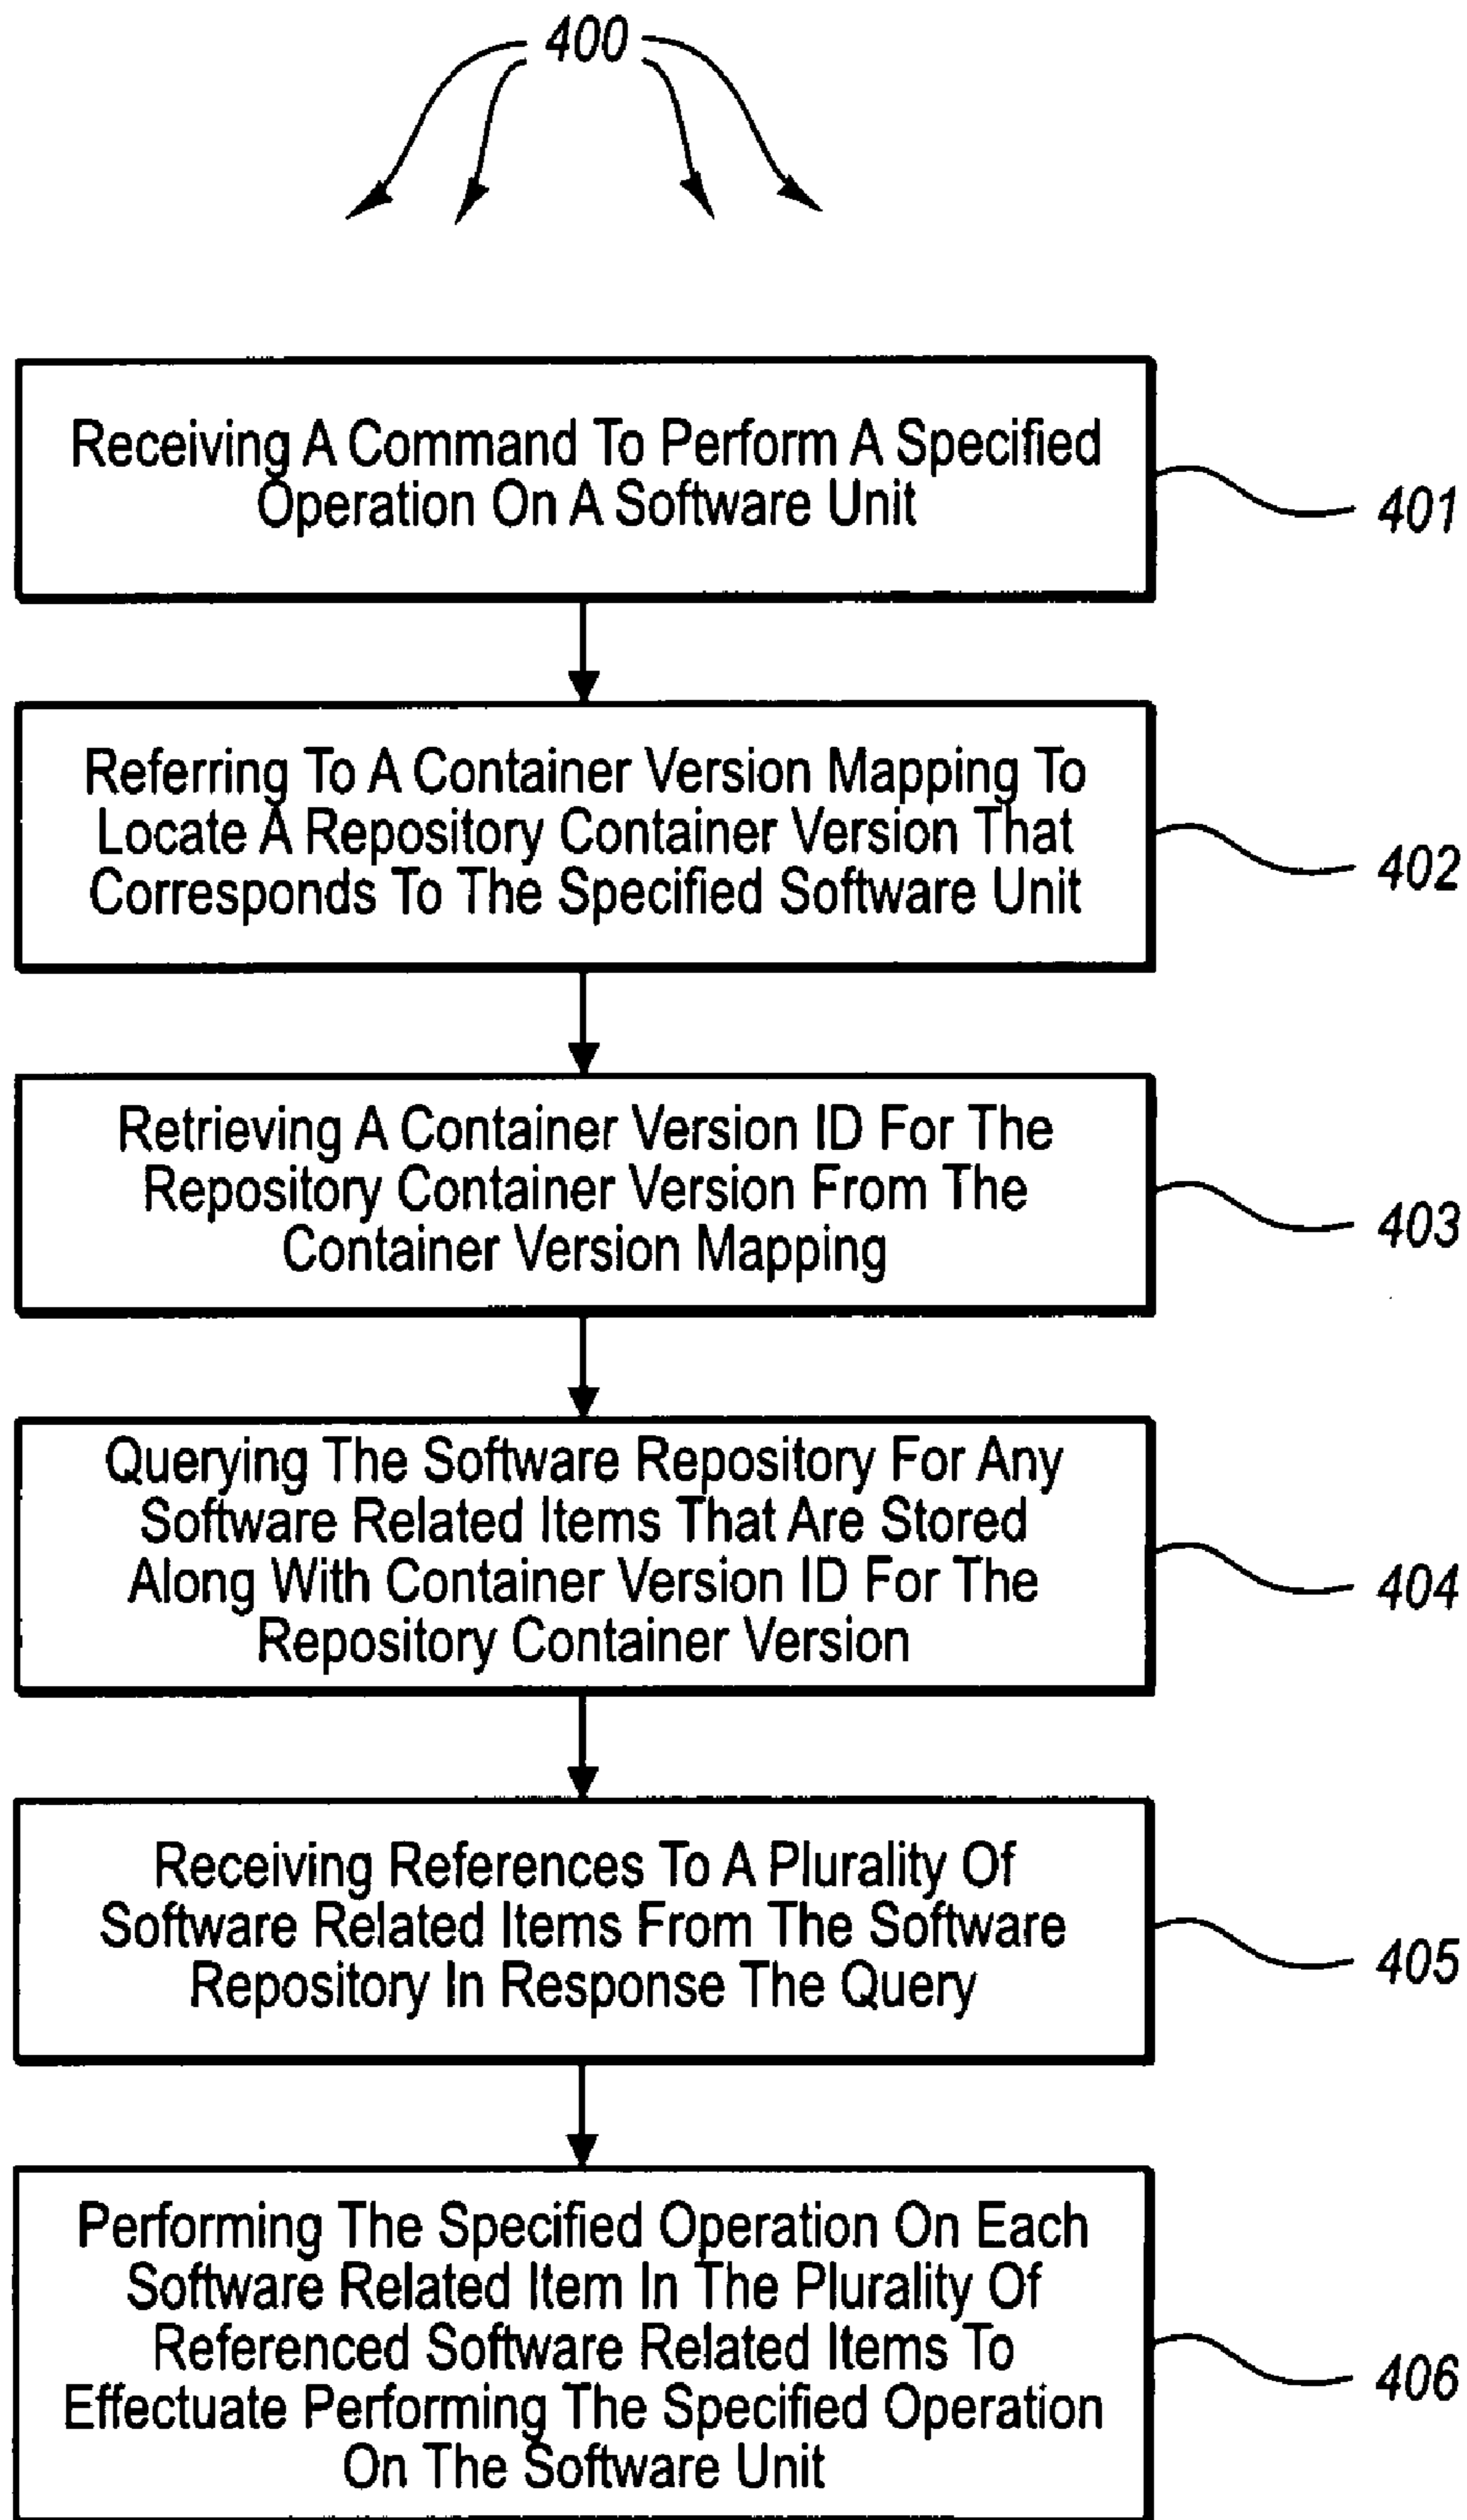 400
Receiving A Command To Perform A Specified
Operation On A Software Unit
401
Referring To A Container Version Mapping To
Locate A Repository Container Version That
Corresponds To The Specified Software Unit
402
Retrieving A Container Version ID For The
Repository Container Version From The
Container Version Mapping
403
Querying The Software Repository For Any
Software Related Items That Are Stored
Along With Container Version ID For The
Repository Container Version
404
Receiving References To A Plurality Of
Software Related Items From The Software
Repository In Response The Query
405
Performing The Specified Operation On Each
Software Related Item In The Plurality Of
Referenced Software Related Items To
Effectuate Performing The Specified Operation
On The Software Unit
406